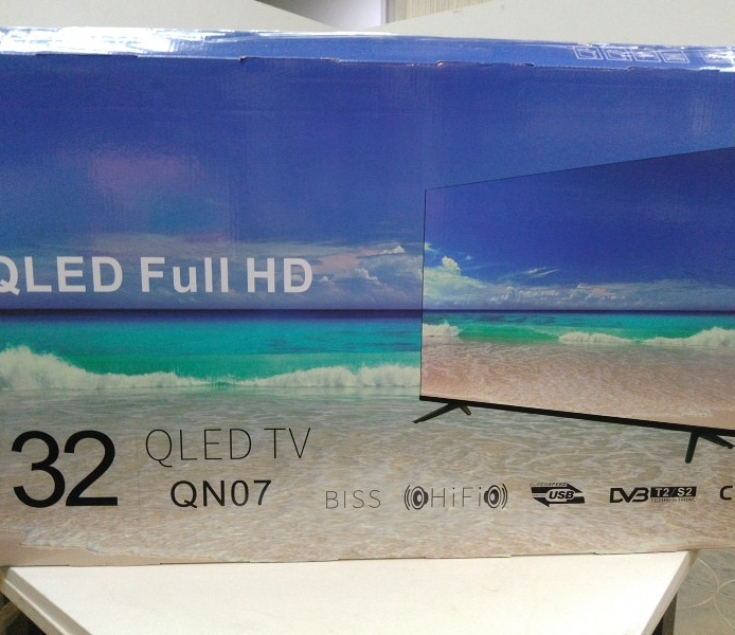 QLED Full HD
32
QLED TV
QN07
BISS
HiFi
USB
DVB T2/S2